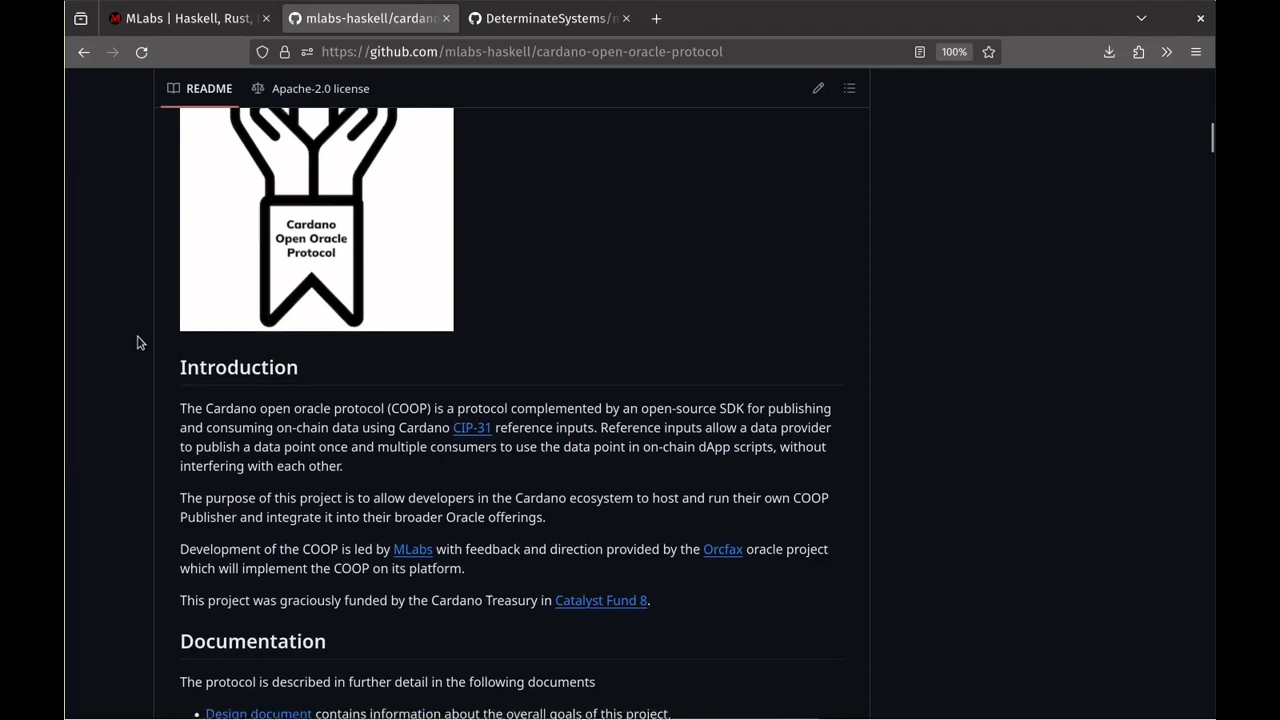 MLabs | Haskell, Rust,
mlabs-haskell/cardano
DeterminateSystems/n
https://github.com/mlabs-haskell/cardano-open-oracle-protocol
100%
README
Apache-2.0 license
Cardano
Open Oracle
Protocol
Introduction
The Cardano open oracle protocol (COOP) is a protocol complemented by an open-source SDK for publishing
and consuming on-chain data using Cardano CIP-31 reference inputs. Reference inputs allow a data provider
to publish a data point once and multiple consumers to use the data point in on-chain dApp scripts, without
interfering with each other.
The purpose of this project is to allow developers in the Cardano ecosystem to host and run their own COOP
Publisher and integrate it into their broader Oracle offerings.
Development of the COOP is led by MLabs with feedback and direction provided by the Orcfax oracle project
which will implement the COOP on its platform.
This project was graciously funded by the Cardano Treasury in Catalyst Fund 8.
Documentation
The protocol is described in further detail in the following documents
• Design document contains information about the overall goals of this project.